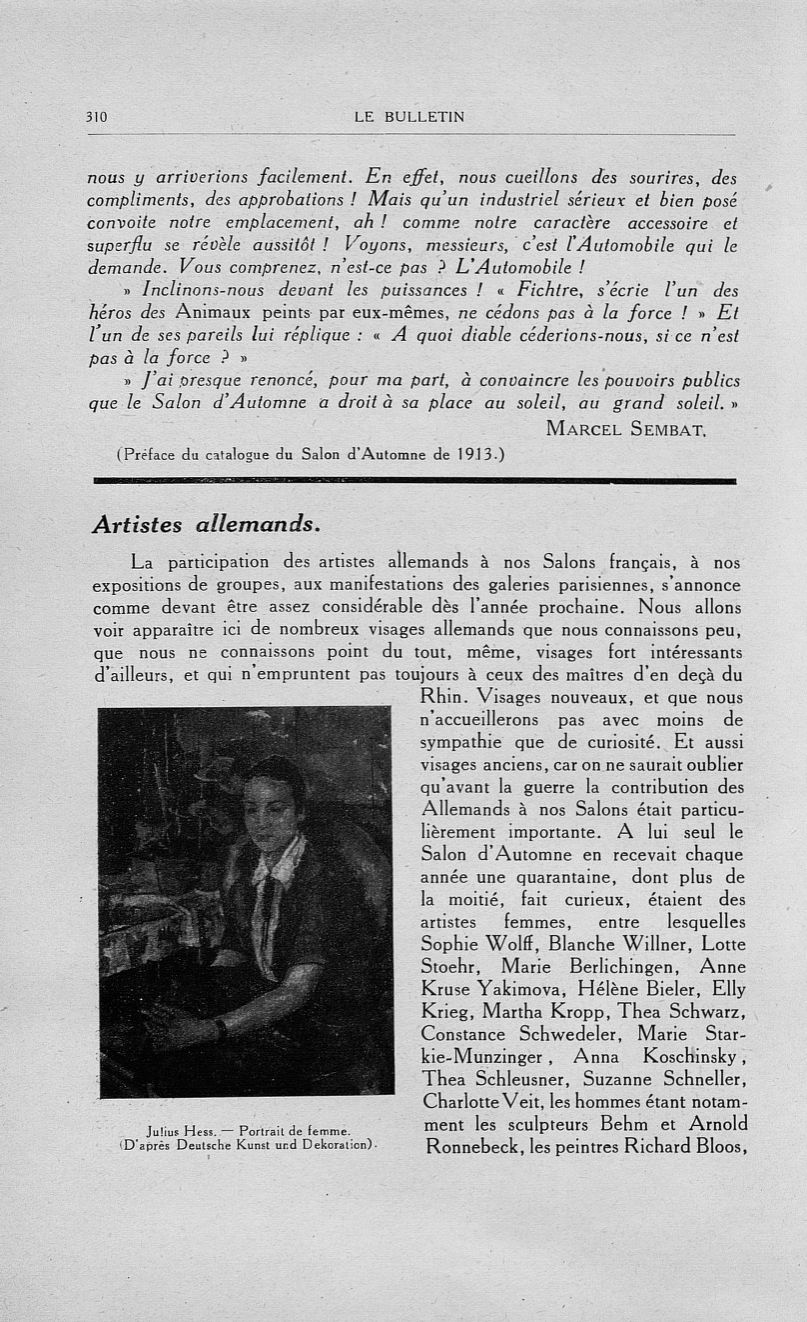 310
LE BULLETIN
nous y arriverions facilement. En effet, nous cueillons des sourires, des
compliments, des approbations ! Mais qu'un industriel sérieux et bien posé
convoite notre emplacement, ah ! comme notre caractère accessoire et
superflu se révèle aussitôt ! Voyons, messieurs, c'est l'Automobile qui le
demande. Vous comprenez, n'est-ce pas ? L'Automobile !
» Inclinons-nous devant les puissances ! « Fichtre, s'écrie l'un des
héros des Animaux peints par eux-mêmes, ne cédons pas à la force ! » Et
l'un de ses pareils lui réplique : « A quoi diable céderions-nous, si ce n'est
pas à la force ? »
» J'ai presque renoncé, pour ma part, à convaincre les pouvoirs publics
que le Salon d'Automne a droit à sa place au soleil, au grand soleil. »
MARCEL SEMBAT.
(Préface du catalogue du Salon d'Automne de 1913.)
Artistes allemands.
La participation des artistes allemands à nos Salons français, à nos
expositions de groupes, aux manifestations des galeries parisiennes, s'annonce
comme devant être assez considérable dès l'année prochaine. Nous allons
voir apparaître ici de nombreux visages allemands que nous connaissons peu,
que nous ne connaissons point du tout, même, visages fort intéressants
d'ailleurs, et qui n'empruntent pas toujours à ceux des maîtres d'en deçà du
Rhin. Visages nouveaux, et que nous
n'accueillerons pas avec moins de
sympathie que de curiosité. Et aussi
visages anciens, car on ne saurait oublier
qu'avant la guerre la contribution des
Allemands à nos Salons était particu-
lièrement importante. A lui seul le
Salon d'Automne en recevait chaque
année une quarantaine, dont plus de
la moitié, fait curieux, étaient des
artistes femmes, entre lesquelles
Sophie Wolff, Blanche Willner, Lotte
Stoehr, Marie Berlichingen, Anne
Kruse Yakimova, Hélène Bieler, Elly
Krieg, Martha Kropp, Thea Schwarz,
Constance Schwedeler, Marie Star-
kie-Munzinger, Anna Koschinsky,
Thea Schleusner, Suzanne Schneller,
Charlotte Veit, les hommes étant notam-
ment les sculpteurs Behm et Arnold
Ronnebeck, les peintres Richard Bloos,
Julius Hess. — Portrait de femme.
(D'après Deutsche Kunst und Dekoration).